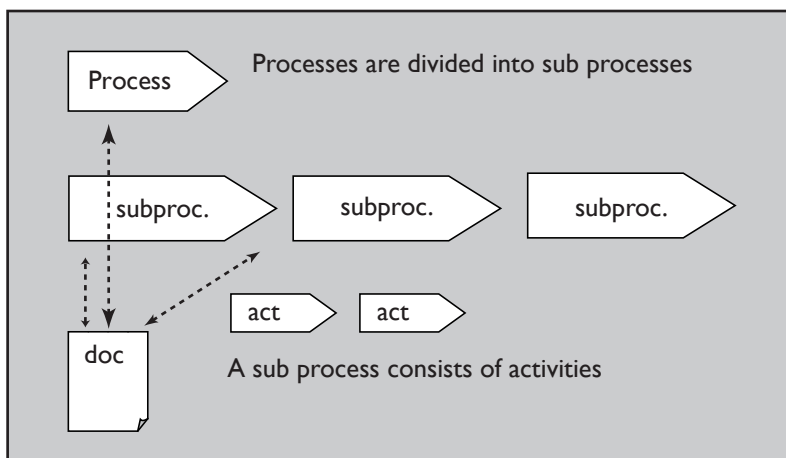 Process
Processes are divided into sub processes
subproc.
subproc.
subproc.
act
act
doc
A sub process consists of activities